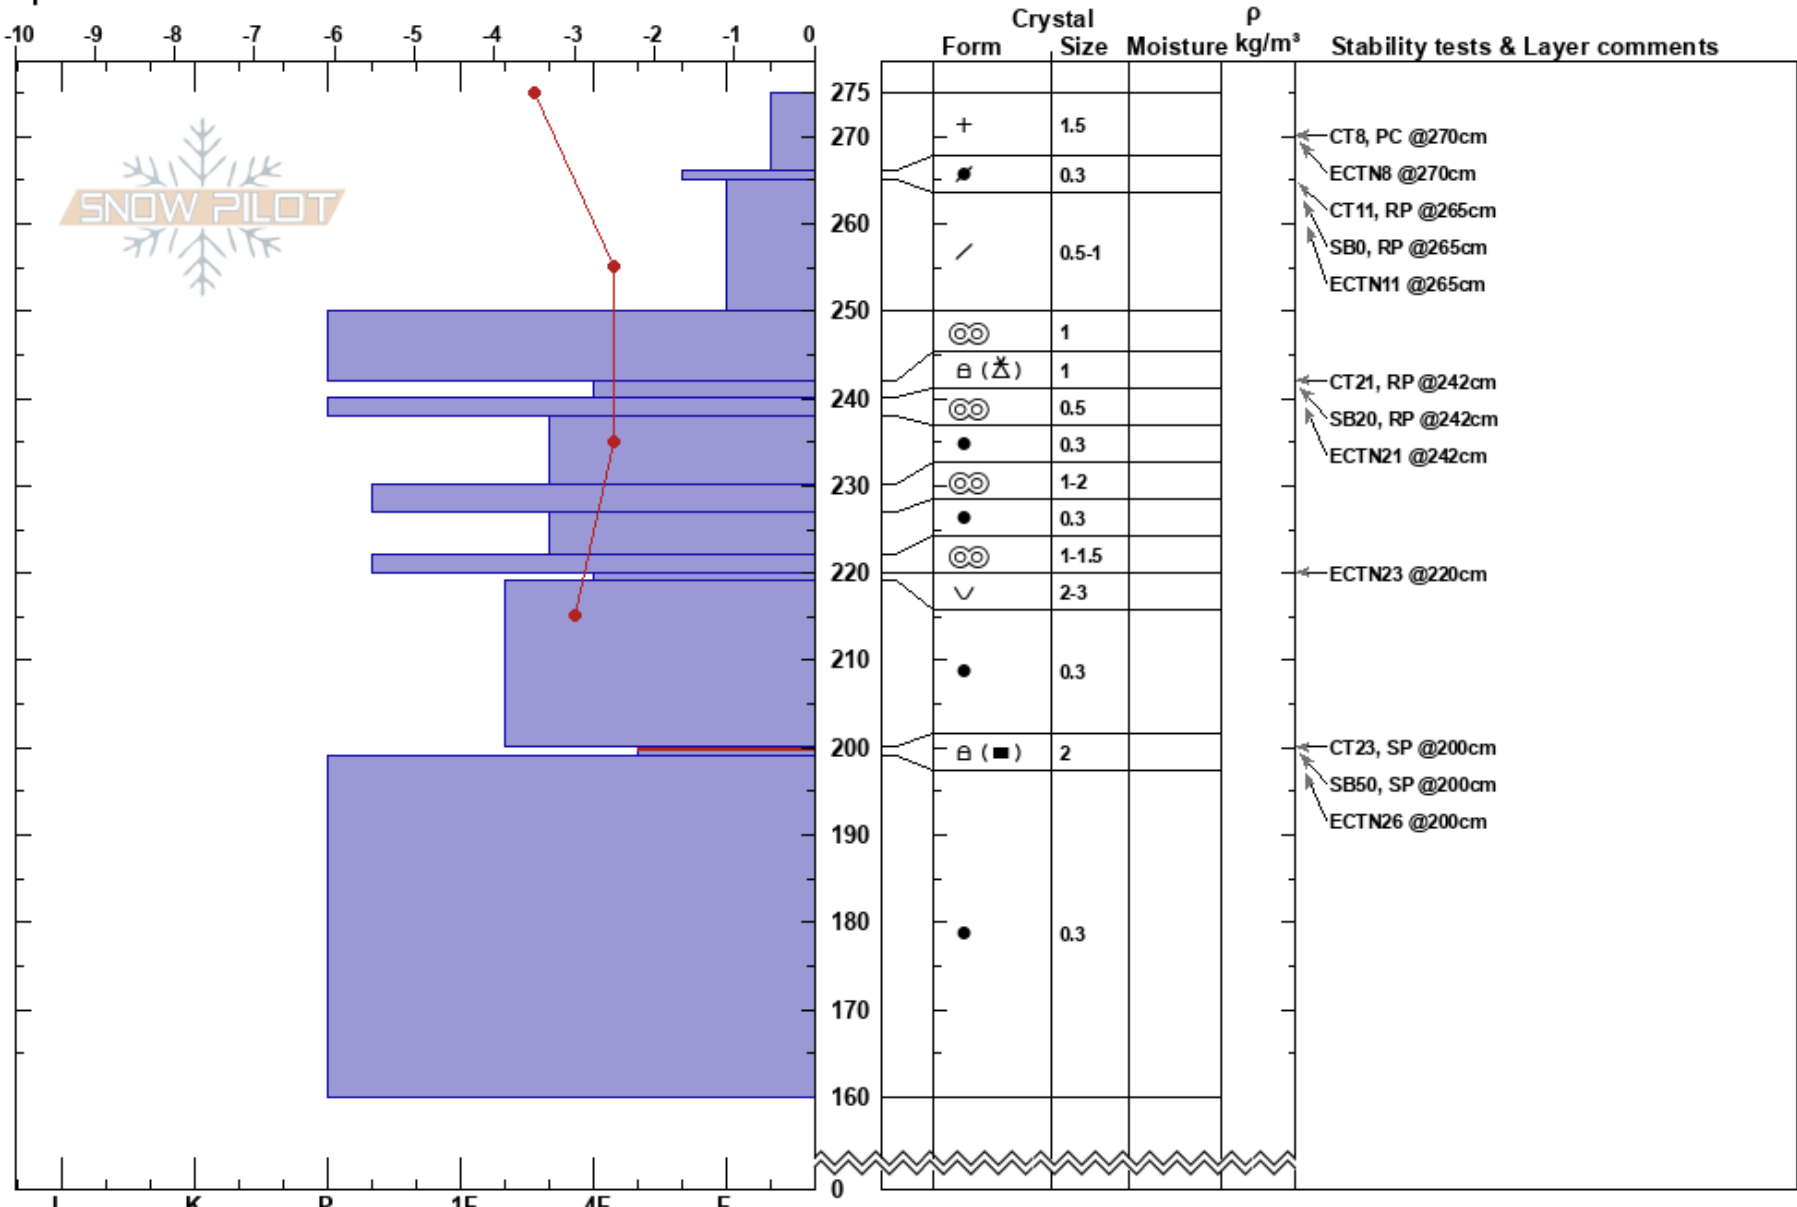 -10 -9 -8 -7 -6 -5 -4 -3 -2 -1 0
Crystal ρ
Form Size Moisture kg/m³ Stability tests & Layer comments
275
+ 1.5
270 CT8, PC @270cm
0.3 ECTN8 @270cm
SNOW PILOT
CT11, RP @265cm
260
SB0, RP @265cm
0.5-1
ECTN11 @265cm
250
1
1
CT21, RP @242cm
240
0.5
SB20, RP @242cm
0.3
ECTN21 @242cm
230
1-2
0.3
1-1.5
220 ECTN23 @220cm
2-3
210
0.3
200 2 CT23, SP @200cm
SB50, SP @200cm
190 ECTN26 @200cm
180
0.3
170
160
0